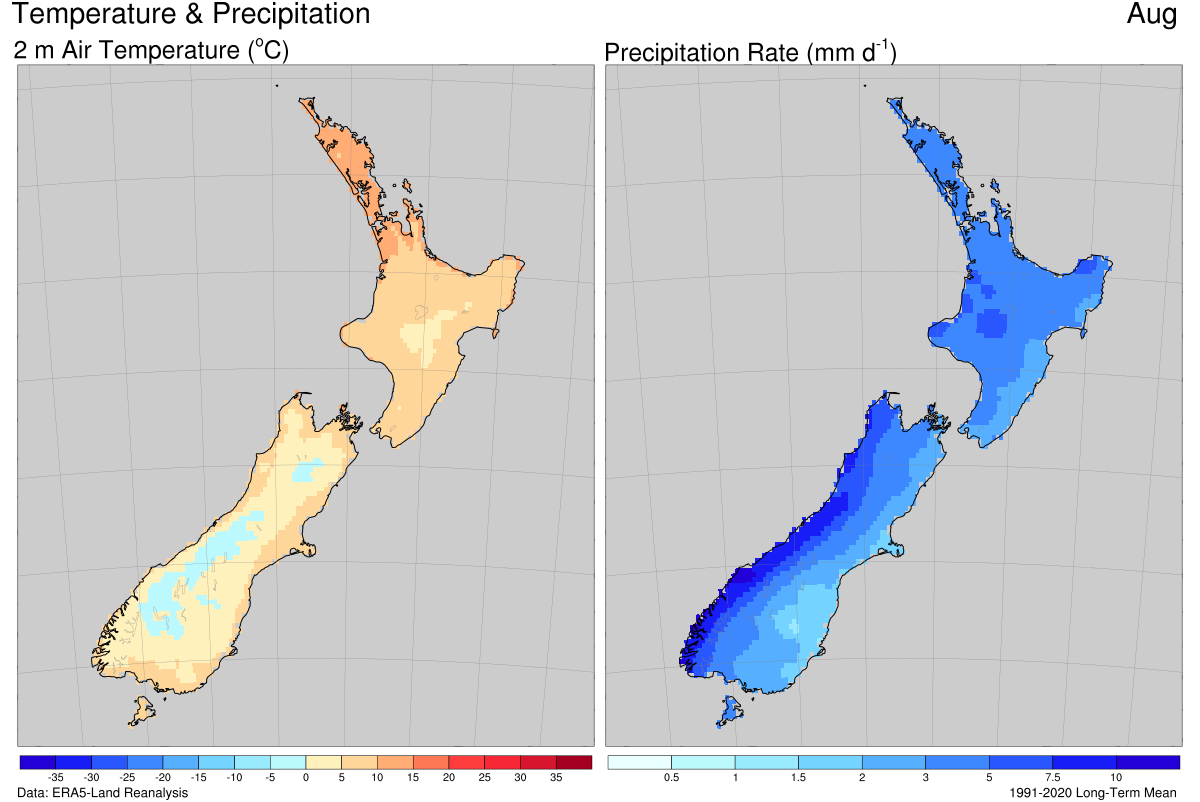 Temperature & Precipitation Aug
2 m Air Temperature (°C) Precipitation Rate (mm d⁻¹)
-35 -30 -25 -20 -15 -10 -5 0 5 10 15 20 25 30 35 0.5 1 1.5 2 3 5 7.5 10
Data: ERA5-Land Reanalysis 1991-2020 Long-Term Mean